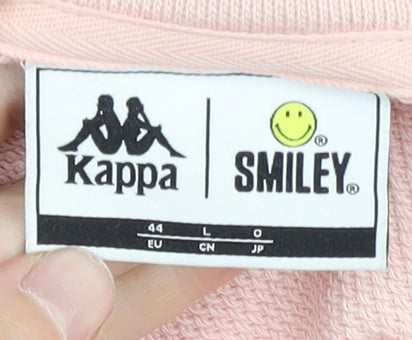 Kappa SMILEY®®
44 L O
EU CN JP